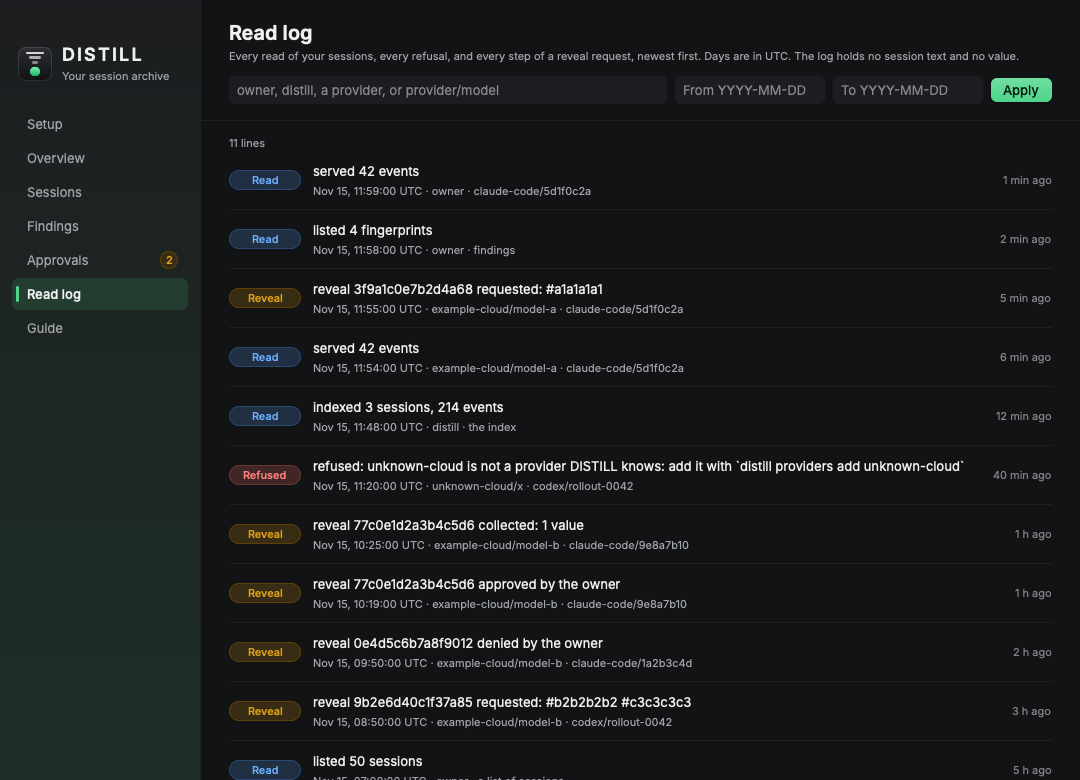 DISTILL
Your session archive
Setup
Overview
Sessions
Findings
Approvals 2
Read log
Guide
Read log
Every read of your sessions, every refusal, and every step of a reveal request, newest first. Days are in UTC. The log holds no session text and no value.
owner, distill, a provider, or provider/model From YYYY-MM-DD To YYYY-MM-DD Apply
11 lines
Read served 42 events 1 min ago
Nov 15, 11:59:00 UTC · owner · claude-code/5d1f0c2a
Read listed 4 fingerprints 2 min ago
Nov 15, 11:58:00 UTC · owner · findings
Reveal reveal 3f9a1c0e7b2d4a68 requested: #a1a1a1a1 5 min ago
Nov 15, 11:55:00 UTC · example-cloud/model-a · claude-code/5d1f0c2a
Read served 42 events 6 min ago
Nov 15, 11:54:00 UTC · example-cloud/model-a · claude-code/5d1f0c2a
Read indexed 3 sessions, 214 events 12 min ago
Nov 15, 11:48:00 UTC · distill · the index
Refused refused: unknown-cloud is not a provider DISTILL knows: add it with `distill providers add unknown-cloud` 40 min ago
Nov 15, 11:20:00 UTC · unknown-cloud/x · codex/rollout-0042
Reveal reveal 77c0e1d2a3b4c5d6 collected: 1 value 1 h ago
Nov 15, 10:25:00 UTC · example-cloud/model-b · claude-code/9e8a7b10
Reveal reveal 77c0e1d2a3b4c5d6 approved by the owner 1 h ago
Nov 15, 10:19:00 UTC · example-cloud/model-b · claude-code/9e8a7b10
Reveal reveal 0e4d5c6b7a8f9012 denied by the owner 2 h ago
Nov 15, 09:50:00 UTC · example-cloud/model-b · claude-code/1a2b3c4d
Reveal reveal 9b2e6d40c1f37a85 requested: #b2b2b2b2 #c3c3c3c3 3 h ago
Nov 15, 08:50:00 UTC · example-cloud/model-b · codex/rollout-0042
Read listed 50 sessions 5 h ago